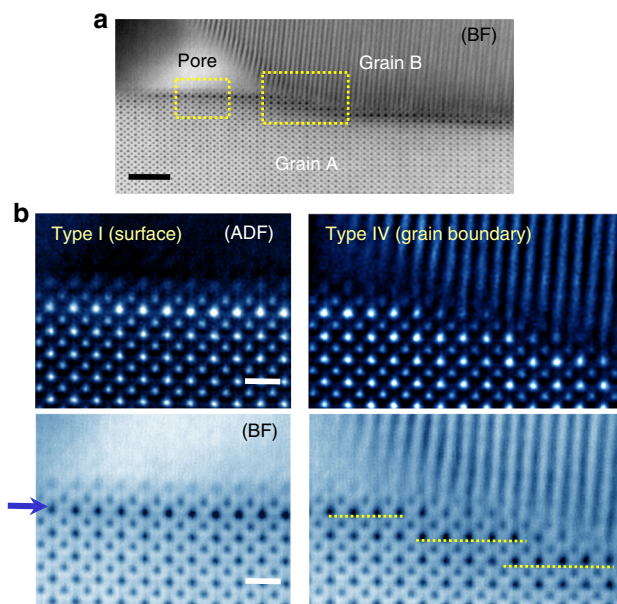 a
(BF)
Pore
Grain B
Grain A
b
Type I (surface)
(ADF)
Type IV (grain boundary)
(BF)